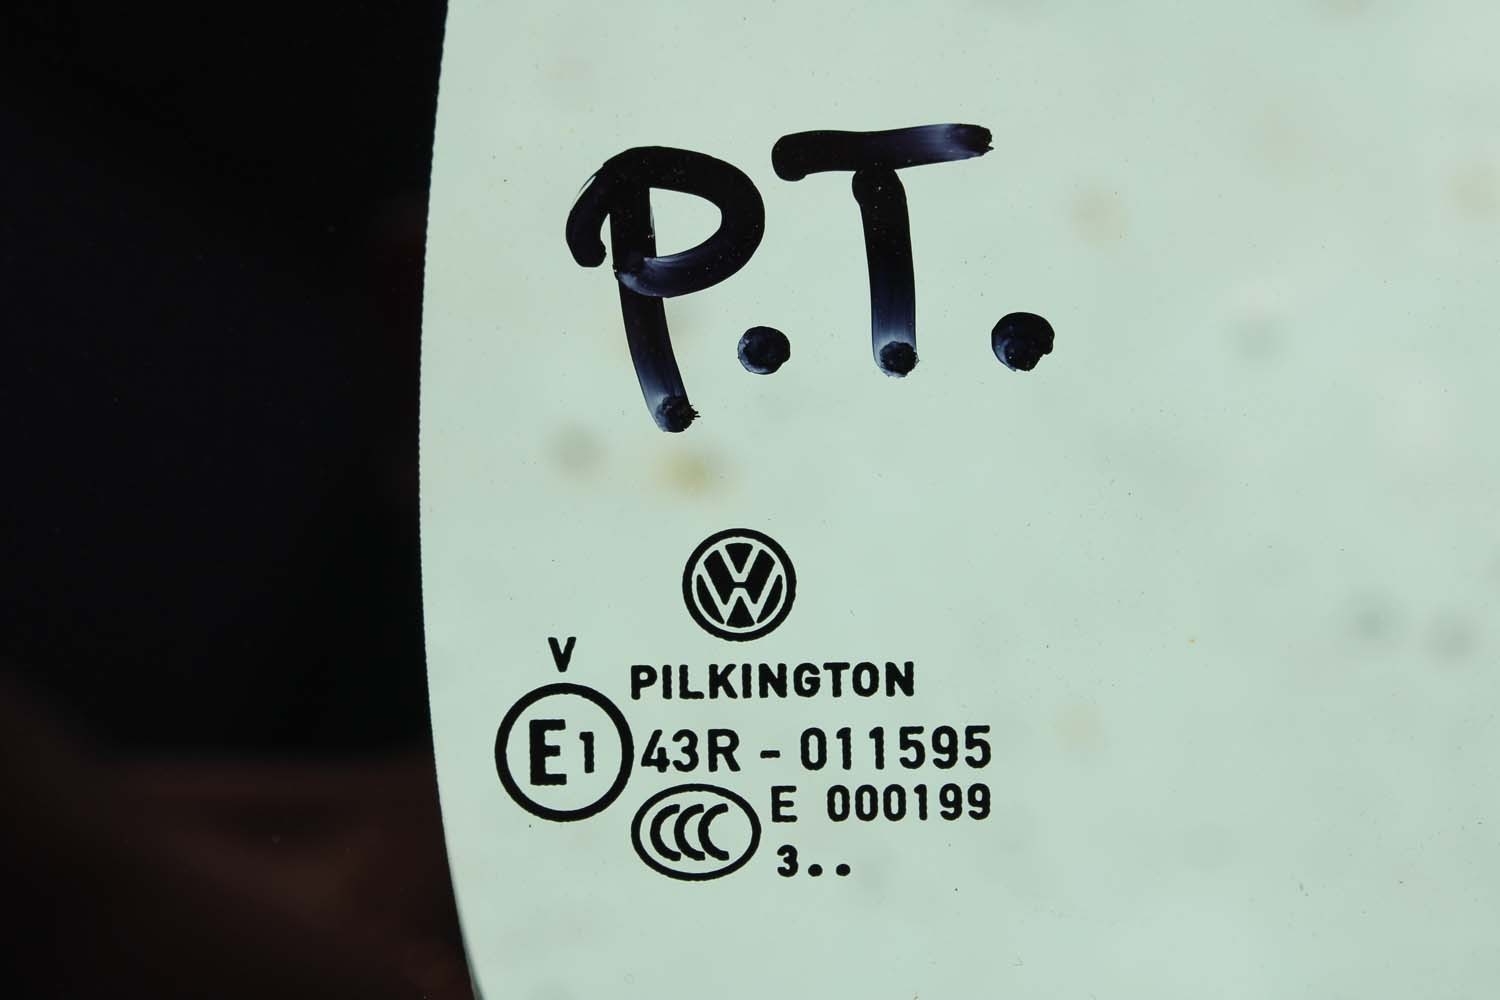 P.T.
VW
V
PILKINGTON
E1 43R - 011595
CCC E 000199
3..